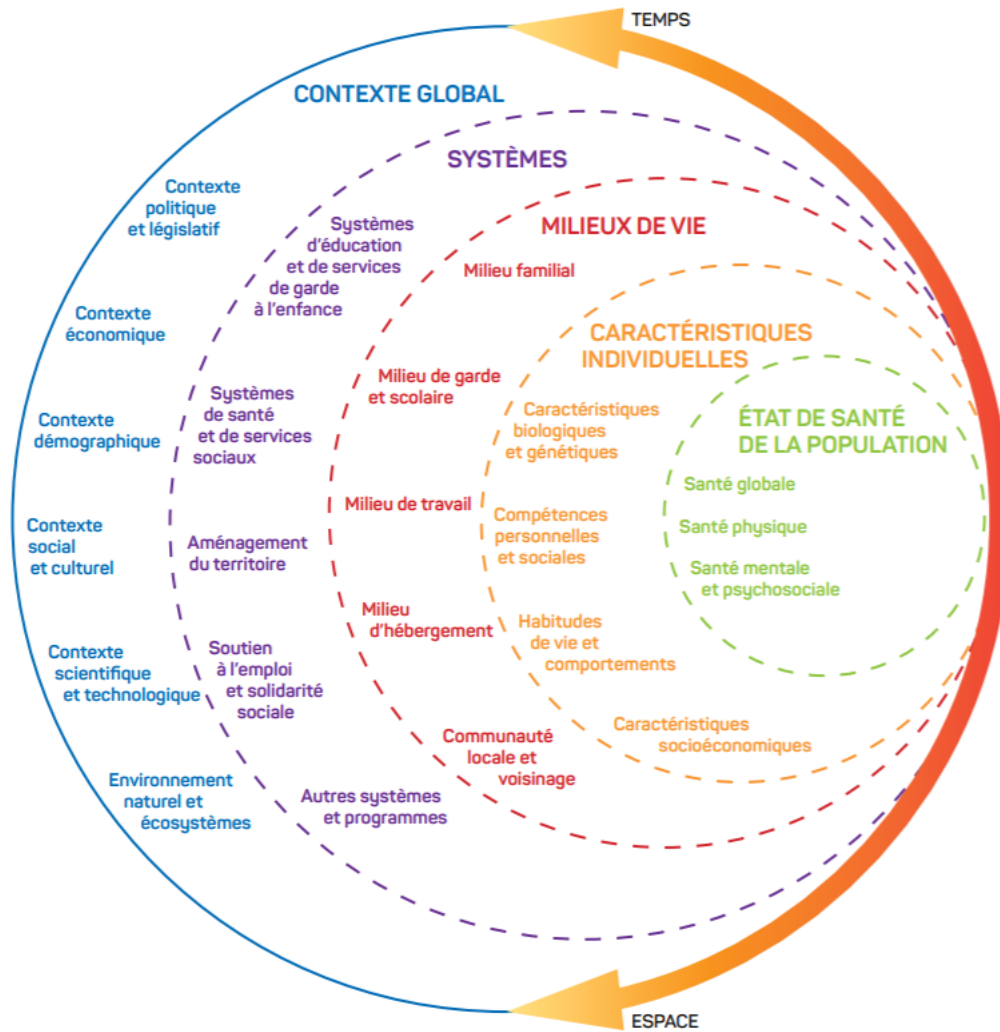 TEMPS
CONTEXTE GLOBAL
Contexte
politique
et législatif
Contexte
économique
Contexte
démographique
Contexte
social
et culturel
Contexte
scientifique
et technologique
Environnement
naturel et
écosystèmes
SYSTÈMES
Systèmes
d'éducation
et de services
de garde
à l'enfance
Systèmes
de santé
et de services
sociaux
Aménagement
du territoire
Soutien
à l'emploi
et solidarité
sociale
Autres systèmes
et programmes
MILIEUX DE VIE
Milieu familial
Milieu de garde
et scolaire
Milieu de travail
Milieu
d'hébergement
Communauté
locale et
voisinage
CARACTÉRISTIQUES
INDIVIDUELLES
Caractéristiques
biologiques
et génétiques
Compétences
personnelles
et sociales
Habitudes
de vie et
comportements
Caractéristiques
socioéconomiques
ÉTAT DE SANTÉ
DE LA POPULATION
Santé globale
Santé physique
Santé mentale
et psychosociale
ESPACE